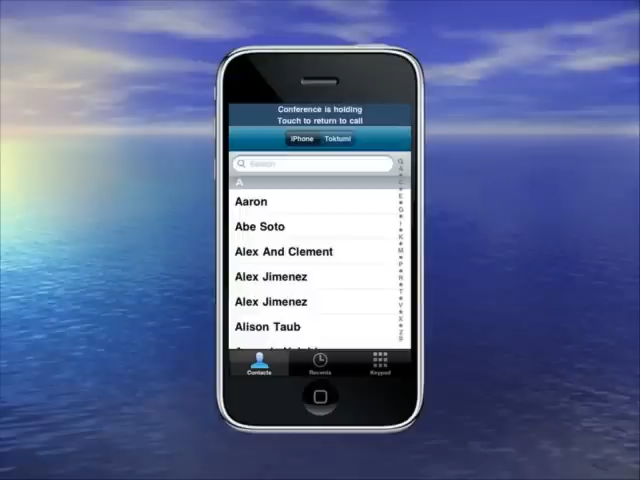 Conference is holding
Touch to return to call
iPhone Toktumi
Search
A
Aaron
Abe Soto
Alex And Clement
Alex Jimenez
Alex Jimenez
Alison Taub
Contacts Recents Keypad